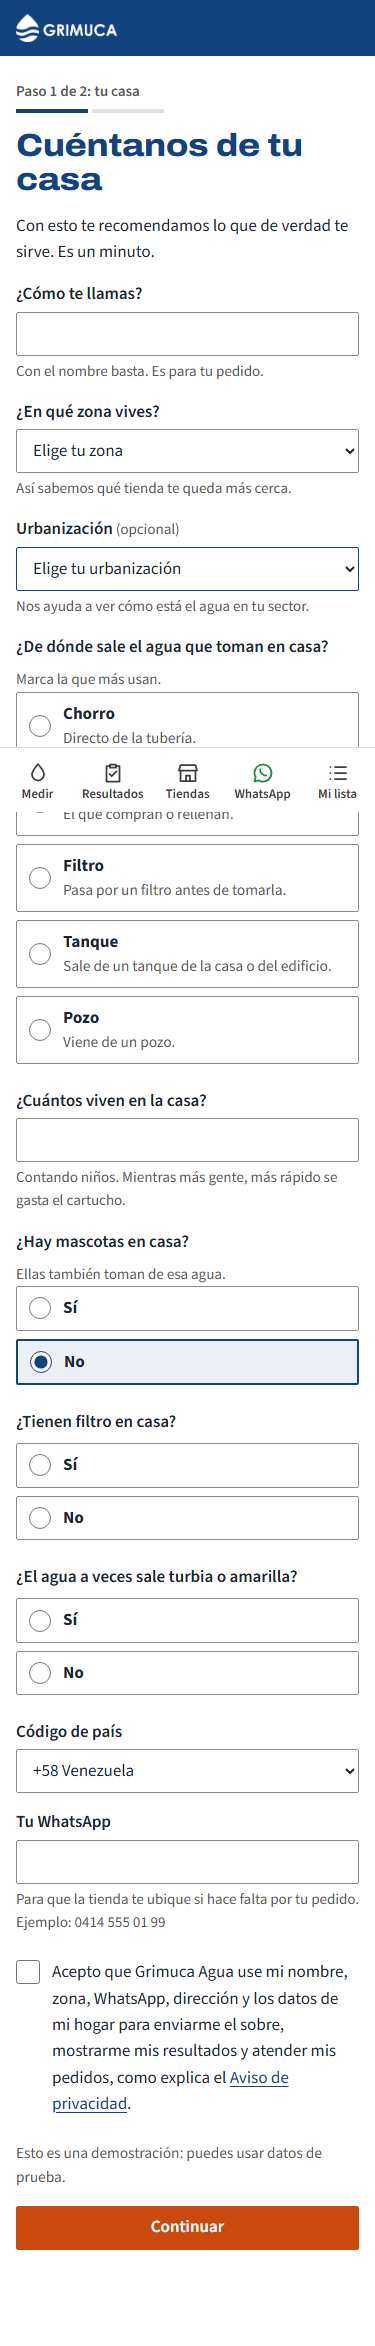 GRIMUCA
Paso 1 de 2: tu casa
Cuéntanos de tu
casa
Con esto te recomendamos lo que de verdad te
sirve. Es un minuto.
¿Cómo te llamas?
Con el nombre basta. Es para tu pedido.
¿En qué zona vives?
Elige tu zona
Así sabemos qué tienda te queda más cerca.
Urbanización (opcional)
Elige tu urbanización
Nos ayuda a ver cómo está el agua en tu sector.
¿De dónde sale el agua que toman en casa?
Marca la que más usan.
Chorro
Directo de la tubería.
Medir
Resultados
Tiendas
WhatsApp
Mi lista
El que compran o rellenan.
Filtro
Pasa por un filtro antes de tomarla.
Tanque
Sale de un tanque de la casa o del edificio.
Pozo
Viene de un pozo.
¿Cuántos viven en la casa?
Contando niños. Mientras más gente, más rápido se
gasta el cartucho.
¿Hay mascotas en casa?
Ellas también toman de esa agua.
Sí
No
¿Tienen filtro en casa?
Sí
No
¿El agua a veces sale turbia o amarilla?
Sí
No
Código de país
+58 Venezuela
Tu WhatsApp
Para que la tienda te ubique si hace falta por tu pedido.
Ejemplo: 0414 555 01 99
Acepto que Grimuca Agua use mi nombre,
zona, WhatsApp, dirección y los datos de
mi hogar para enviarme el sobre,
mostrarme mis resultados y atender mis
pedidos, como explica el Aviso de
privacidad.
Esto es una demostración: puedes usar datos de
prueba.
Continuar